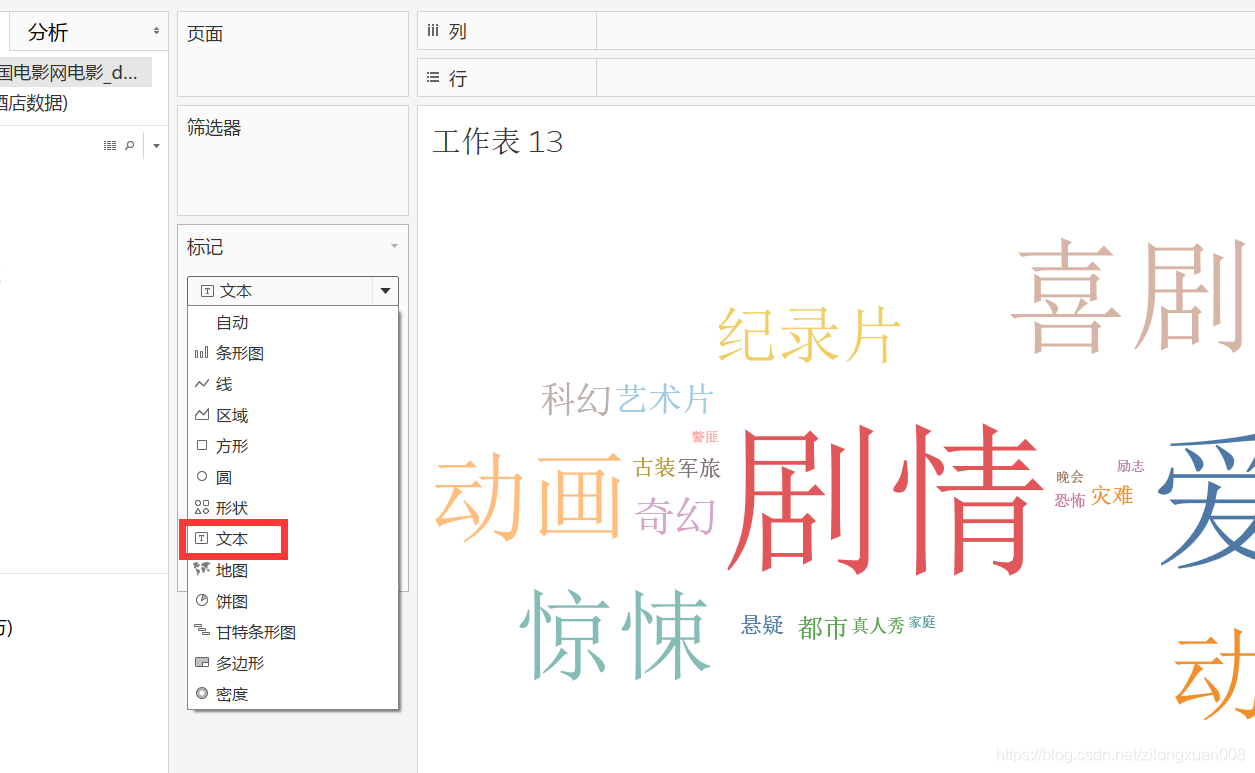 分析
国电影网电影_d...
酒店数据)
万)
页面
筛选器
标记
文本
自动
条形图
线
区域
方形
圆
形状
文本
地图
饼图
甘特条形图
多边形
密度
列
行
工作表 13
喜剧
纪录片
科幻
艺术片
警匪
动画
古装
军旅
奇幻
剧情
晚会
励志
恐怖
灾难
爱
惊悚
悬疑
都市
真人秀
家庭
动
https://blog.csdn.net/zilongxuan008